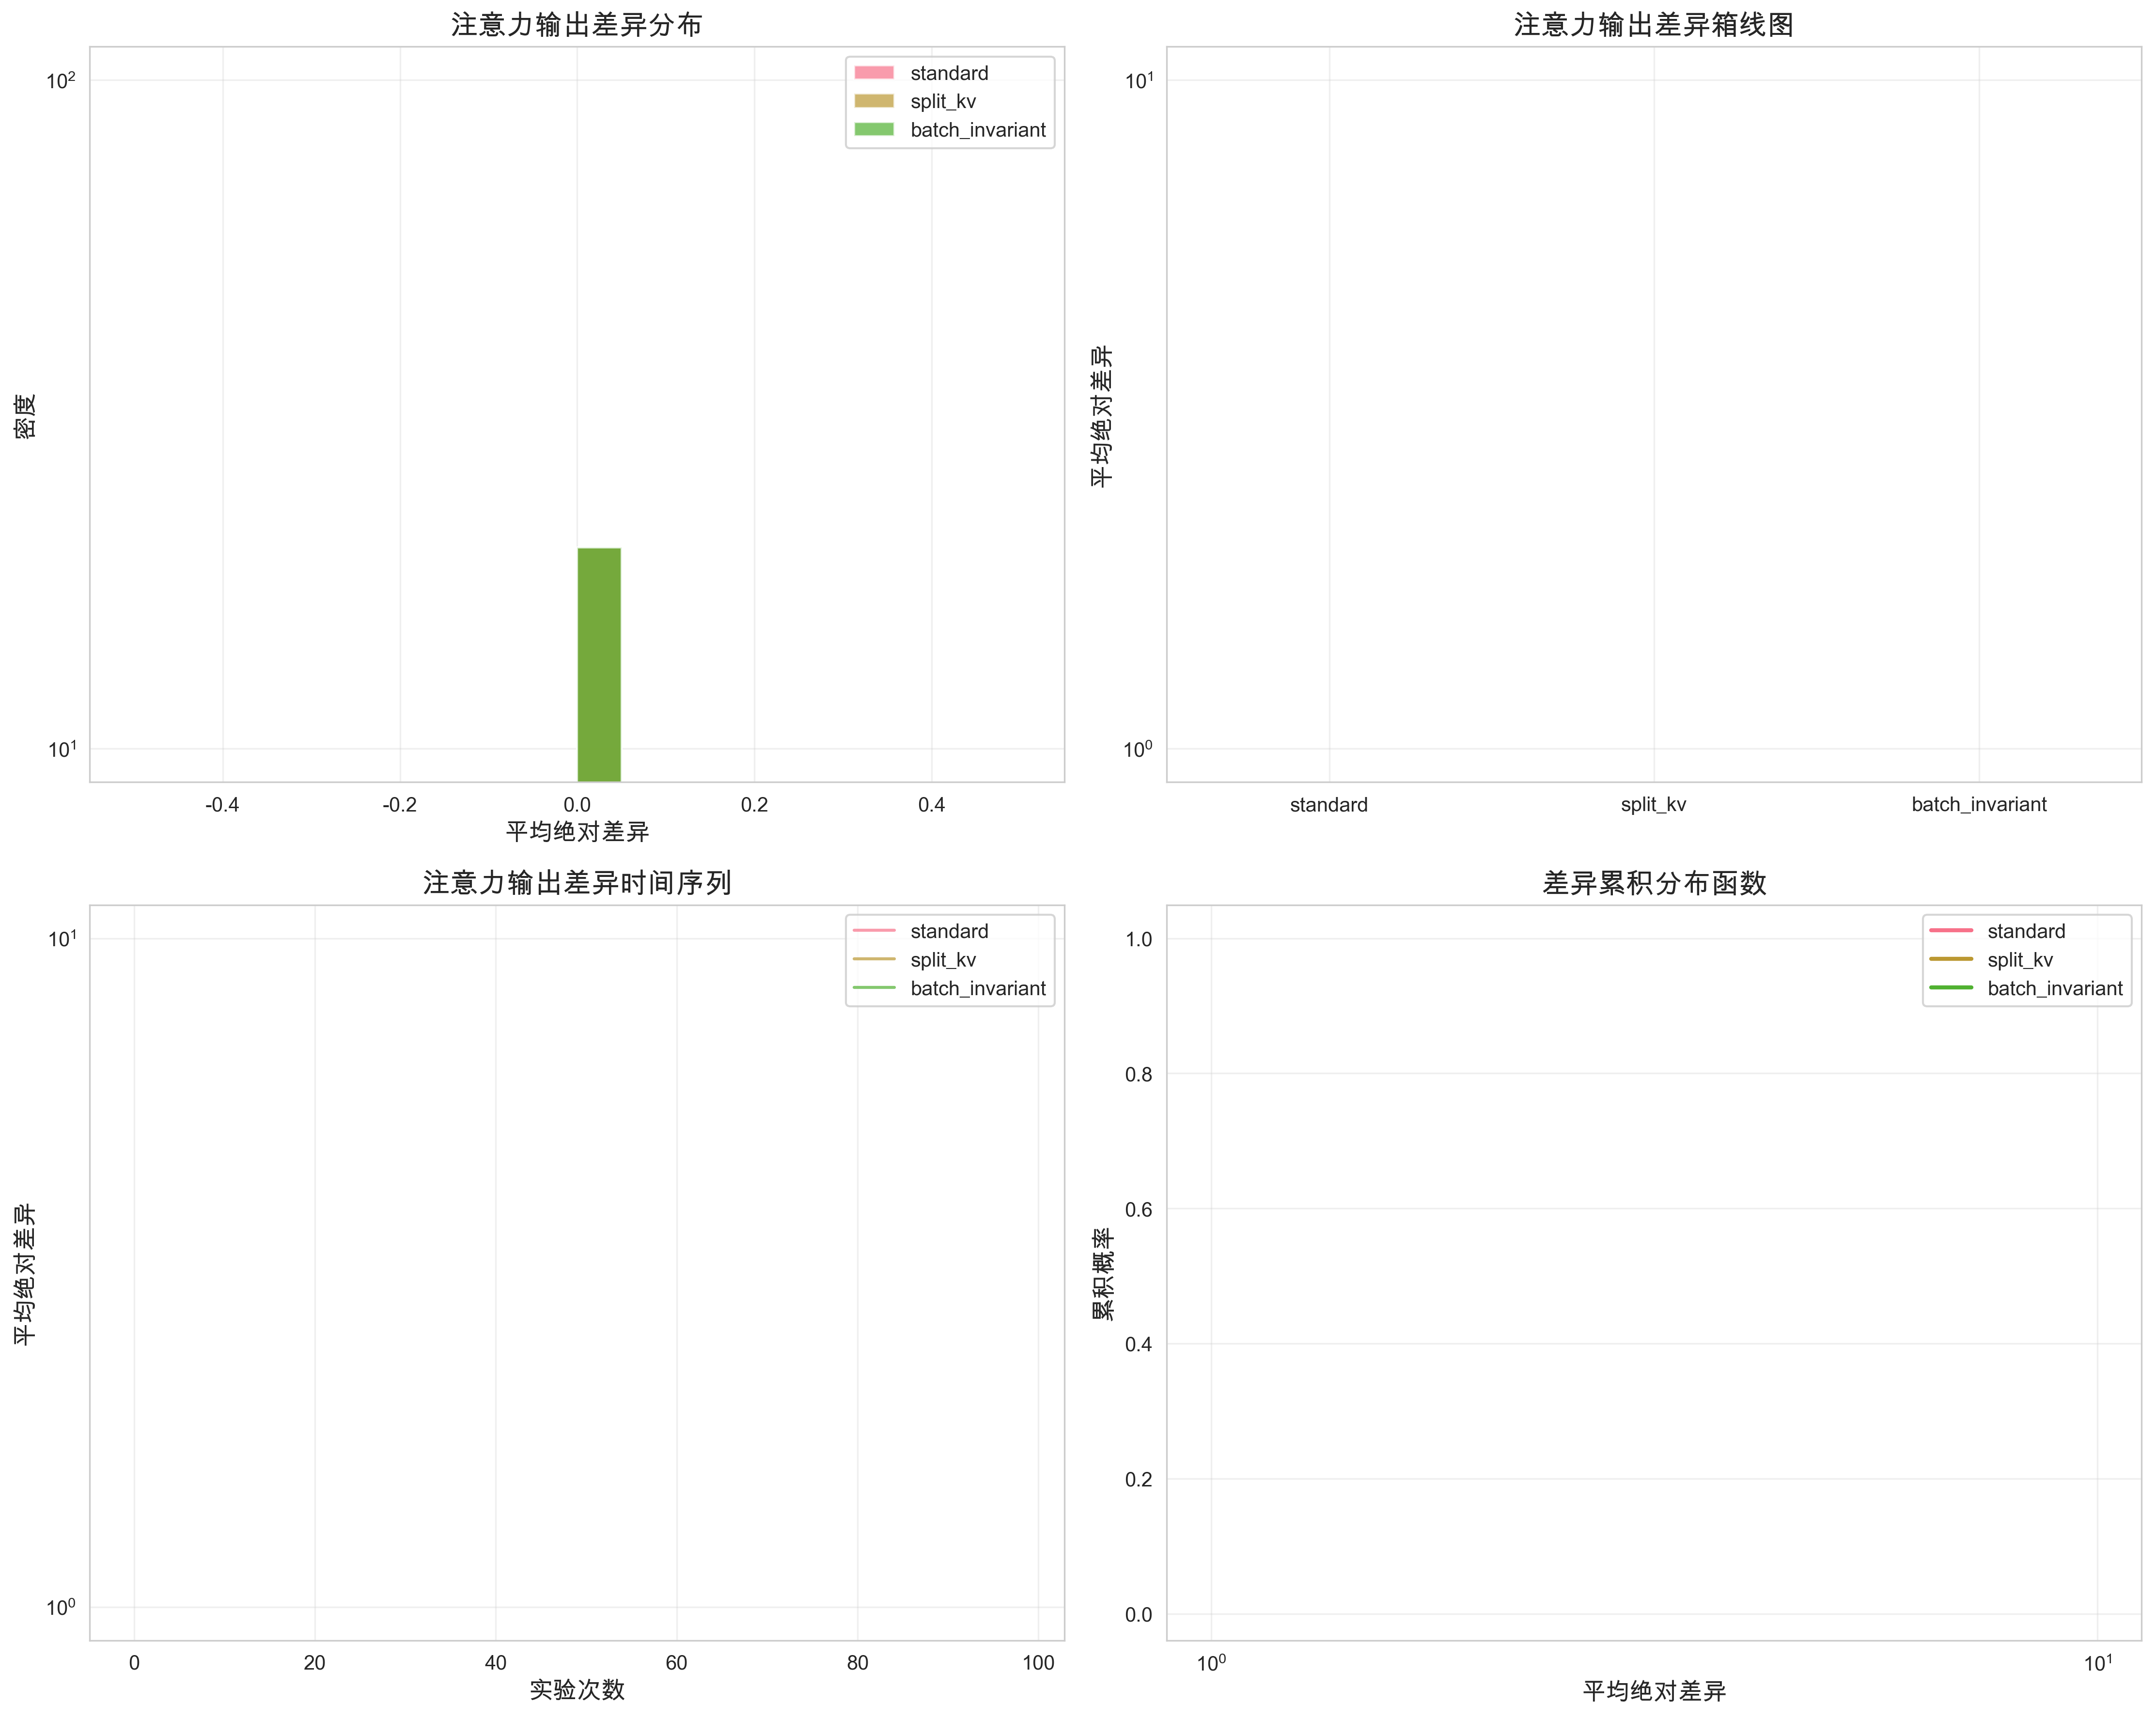 注意力输出差异分布
10²
密度
10¹
-0.4 -0.2 0.0 0.2 0.4
平均绝对差异
standard
split_kv
batch_invariant
注意力输出差异箱线图
10¹
平均绝对差异
10⁰
standard split_kv batch_invariant
注意力输出差异时间序列
10¹
平均绝对差异
10⁰
0 20 40 60 80 100
实验次数
standard
split_kv
batch_invariant
差异累积分布函数
1.0
0.8
0.6
累积概率
0.4
0.2
0.0
10⁰ 10¹
平均绝对差异
standard
split_kv
batch_invariant